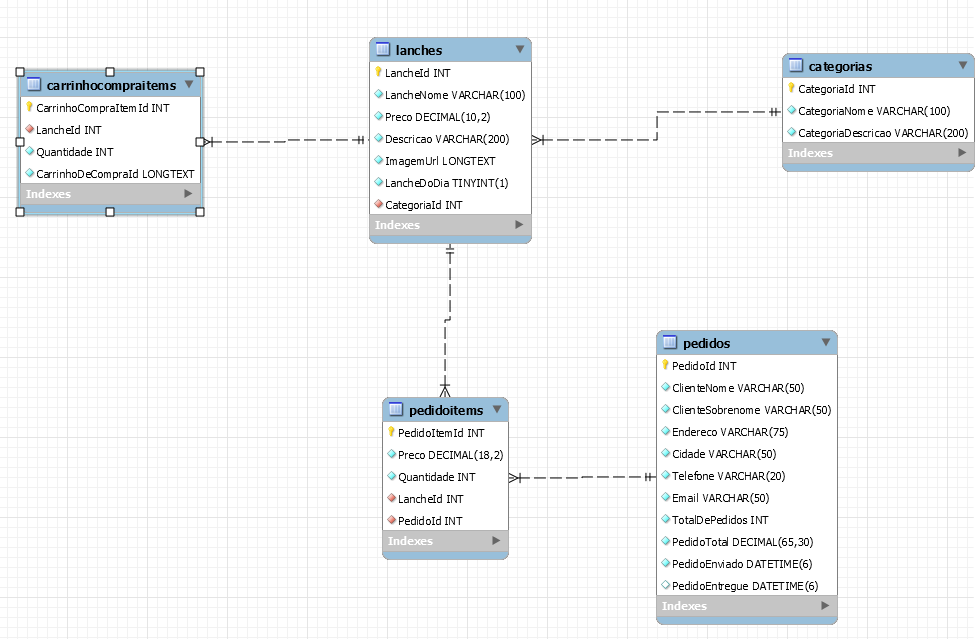 carrinhocompraitems
CarrinhoCompraItemId INT
LancheId INT
Quantidade INT
CarrinhoDeCompraId LONGTEXT
Indexes
lanches
LancheId INT
LancheNome VARCHAR(100)
Preco DECIMAL(10,2)
Descricao VARCHAR(200)
ImagemUrl LONGTEXT
LancheDoDia TINYINT(1)
CategoriaId INT
Indexes
categorias
CategoriaId INT
CategoriaNome VARCHAR(100)
CategoriaDescricao VARCHAR(200)
Indexes
pedidoitems
PedidoItemId INT
Preco DECIMAL(18,2)
Quantidade INT
LancheId INT
PedidoId INT
Indexes
pedidos
PedidoId INT
ClienteNome VARCHAR(50)
ClienteSobrenome VARCHAR(50)
Endereco VARCHAR(75)
Cidade VARCHAR(50)
Telefone VARCHAR(20)
Email VARCHAR(50)
TotalDePedidos INT
PedidoTotal DECIMAL(65,30)
PedidoEnviado DATETIME(6)
PedidoEntregue DATETIME(6)
Indexes